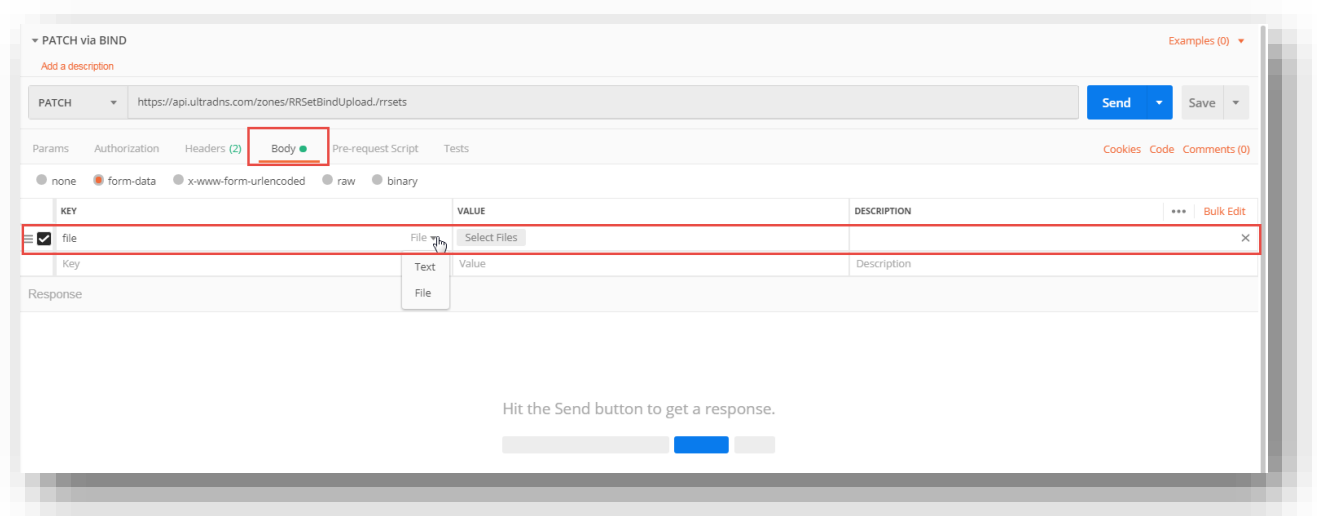 PATCH via BIND
Examples (0)
Add a description
PATCH
https://api.ultradns.com/zones/RRSetBindUpload./rrsets
Send
Save
Params Authorization Headers (2) Body Pre-request Script Tests
Cookies Code Comments (0)
none form-data x-www-form-urlencoded raw binary
KEY VALUE DESCRIPTION ••• Bulk Edit
file File Select Files
Key Value Description
Text
File
Response
Hit the Send button to get a response.